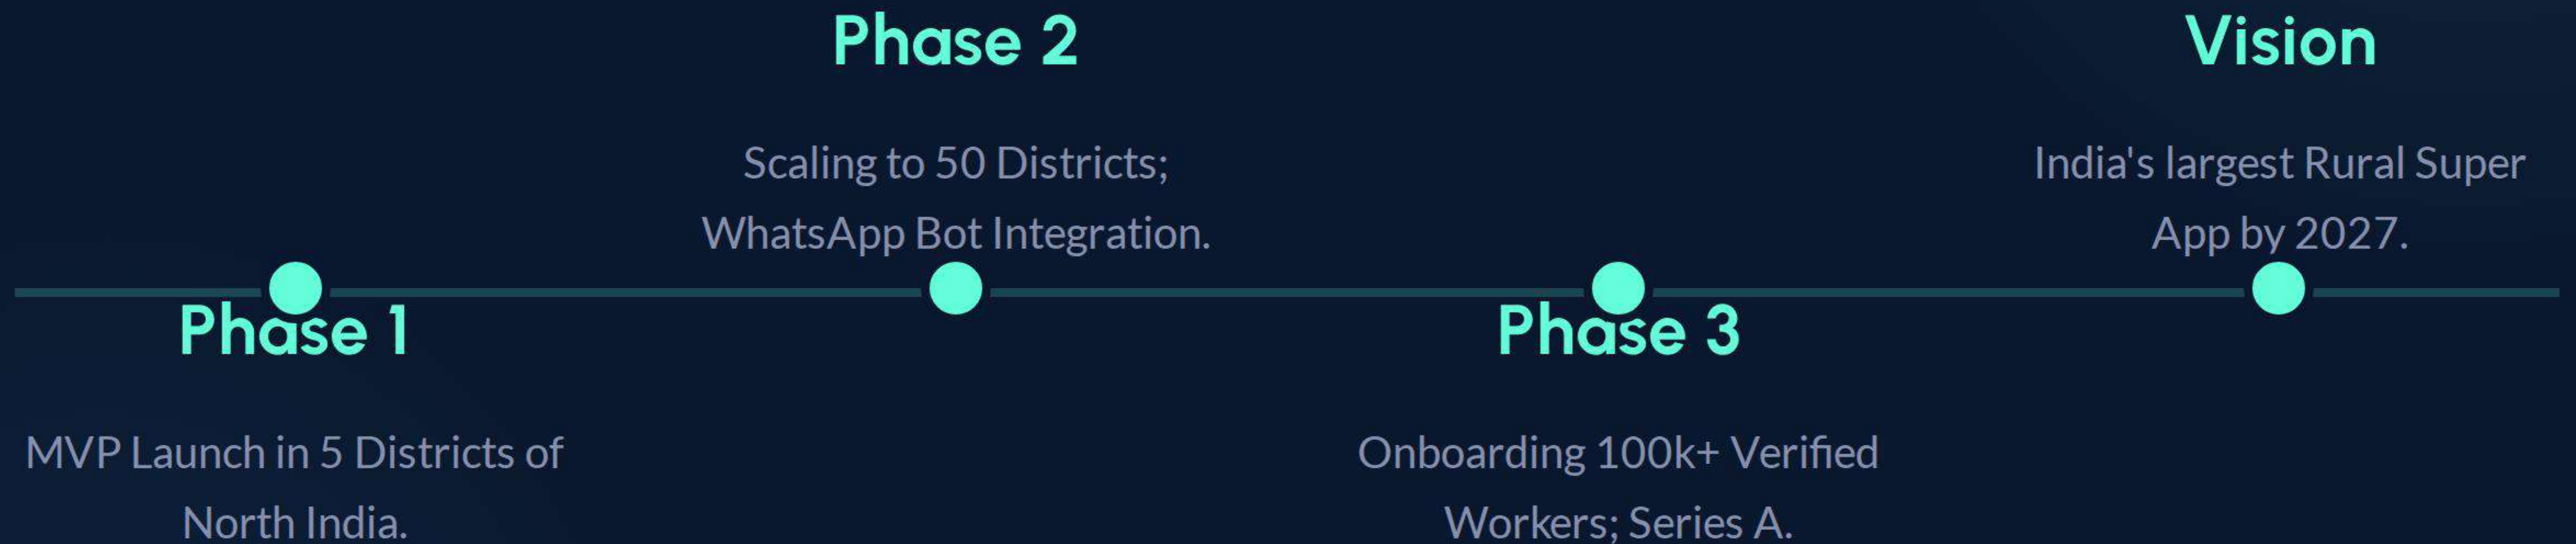 Phase 1
MVP Launch in 5 Districts of
North India.
Phase 2
Scaling to 50 Districts;
WhatsApp Bot Integration.
Phase 3
Onboarding 100k+ Verified
Workers; Series A.
Vision
India's largest Rural Super
App by 2027.